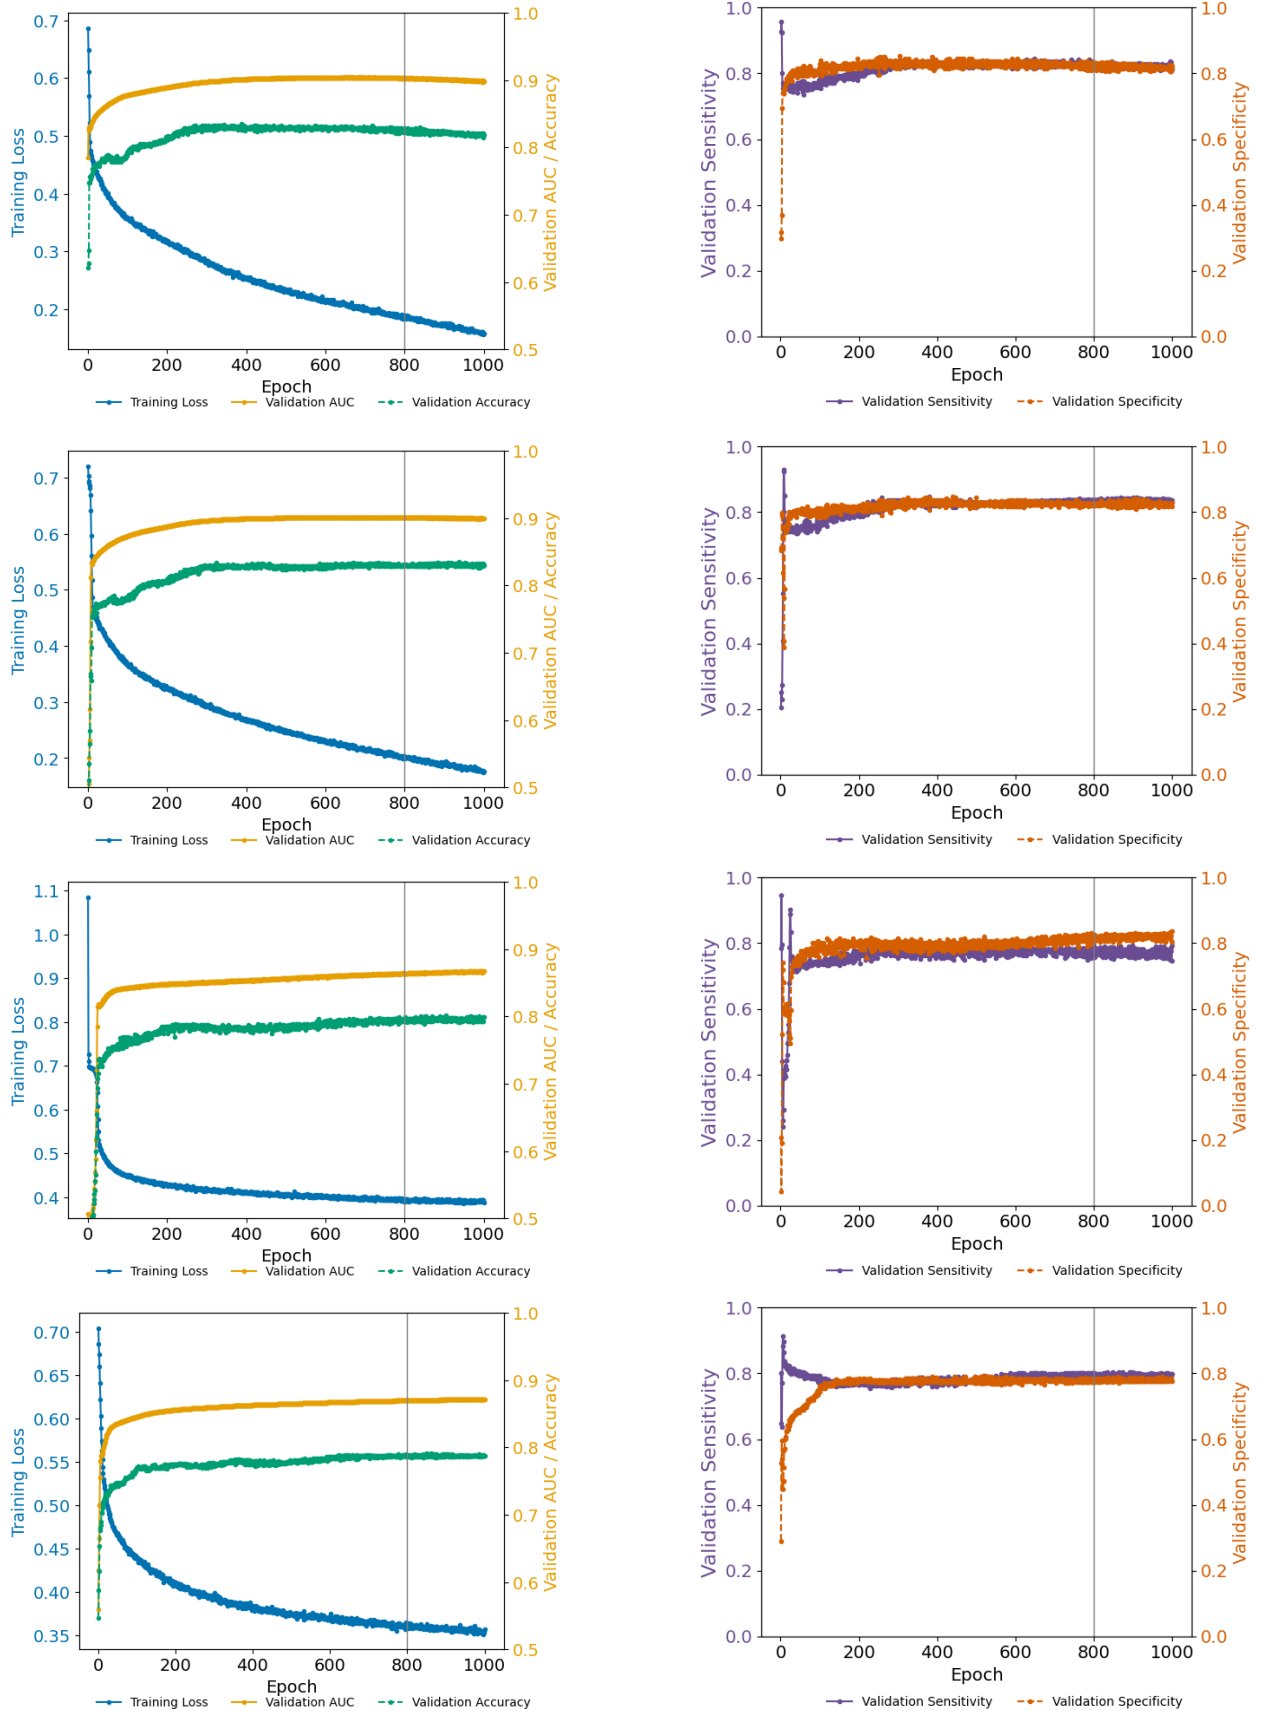 Training Loss
0.7
0.6
0.5
0.4
0.3
0.2
1.0
0.9
0.8
0.7
0.6
0.5
Validation AUC / Accuracy
0 200 400 600 800 1000
Epoch
Training Loss Validation AUC Validation Accuracy
Validation Sensitivity
1.0
0.8
0.6
0.4
0.2
0.0
1.0
0.8
0.6
0.4
0.2
0.0
Validation Specificity
0 200 400 600 800 1000
Epoch
Validation Sensitivity Validation Specificity
Training Loss
0.7
0.6
0.5
0.4
0.3
0.2
1.0
0.9
0.8
0.7
0.6
0.5
Validation AUC / Accuracy
0 200 400 600 800 1000
Epoch
Training Loss Validation AUC Validation Accuracy
Validation Sensitivity
1.0
0.8
0.6
0.4
0.2
0.0
1.0
0.8
0.6
0.4
0.2
0.0
Validation Specificity
0 200 400 600 800 1000
Epoch
Validation Sensitivity Validation Specificity
Training Loss
1.1
1.0
0.9
0.8
0.7
0.6
0.5
0.4
1.0
0.9
0.8
0.7
0.6
0.5
Validation AUC / Accuracy
0 200 400 600 800 1000
Epoch
Training Loss Validation AUC Validation Accuracy
Validation Sensitivity
1.0
0.8
0.6
0.4
0.2
0.0
1.0
0.8
0.6
0.4
0.2
0.0
Validation Specificity
0 200 400 600 800 1000
Epoch
Validation Sensitivity Validation Specificity
Training Loss
0.70
0.65
0.60
0.55
0.50
0.45
0.40
0.35
1.0
0.9
0.8
0.7
0.6
0.5
Validation AUC / Accuracy
0 200 400 600 800 1000
Epoch
Training Loss Validation AUC Validation Accuracy
Validation Sensitivity
1.0
0.8
0.6
0.4
0.2
0.0
1.0
0.8
0.6
0.4
0.2
0.0
Validation Specificity
0 200 400 600 800 1000
Epoch
Validation Sensitivity Validation Specificity